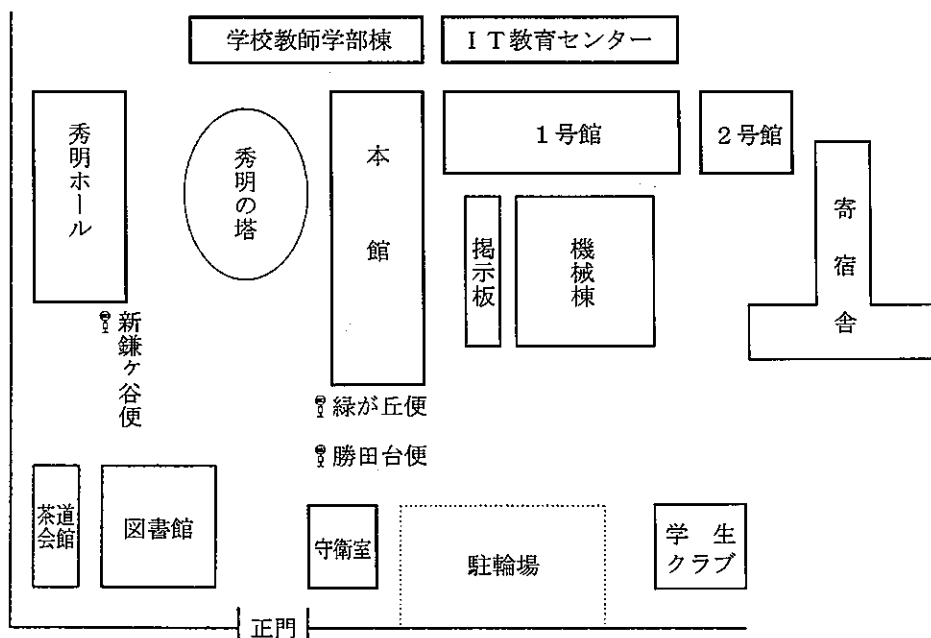 学校教師学部棟
ＩＴ教育センター
秀明ホール
秀明の塔
本館
１号館
２号館
掲示板
機械棟
寄宿舎
新鎌ヶ谷便
緑が丘便
勝田台便
茶道
会館
図書館
守衛室
駐輪場
学生
クラブ
正門